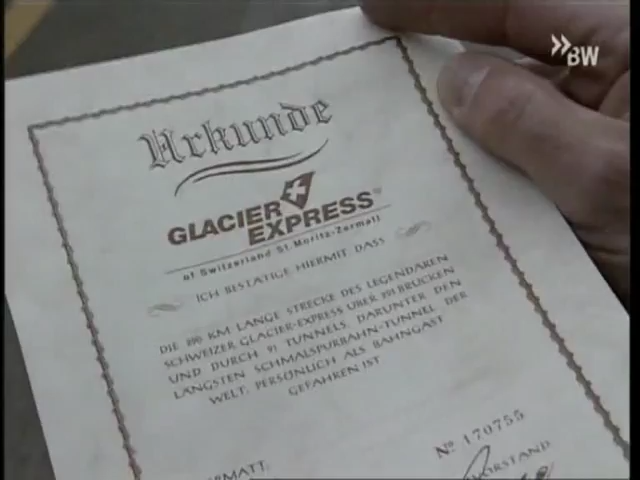 »BW
Urkunde
GLACIER
EXPRESS®
of Switzerland St. Moritz-Zermatt
ICH BESTÄTIGE HIERMIT DASS
DIE KM LANGE STRECKE DES LEGENDÄREN
SCHWEIZER GLACIER-EXPRESS ÜBER 291 BRÜCKEN
UND DURCH 91 TUNNELS, DARUNTER DEN
LÄNGSTEN SCHMALSPURBAHN-TUNNEL DER
WELT, PERSÖNLICH ALS BAHNGAST
GEFAHREN IST
Nº 170755
VORSTAND